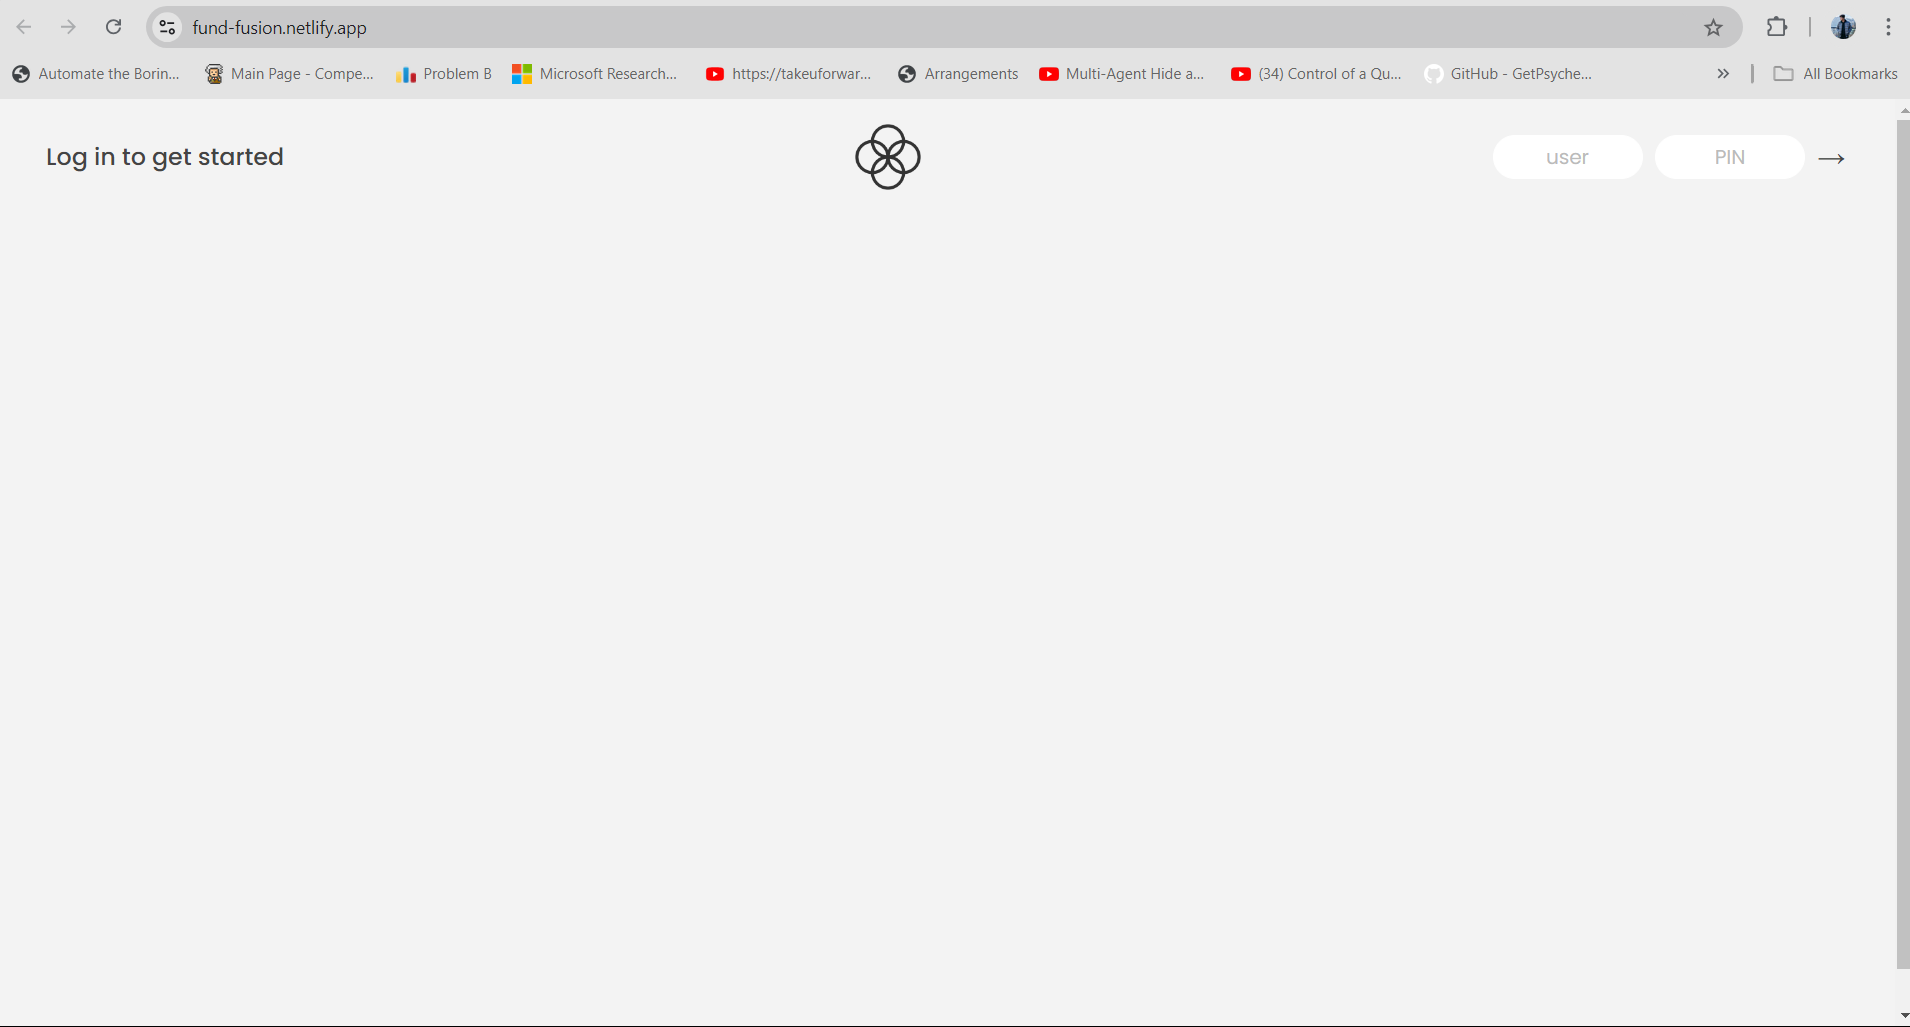 fund-fusion.netlify.app
Automate the Borin... Main Page - Compe... Problem B Microsoft Research... https://takeuforwar... Arrangements Multi-Agent Hide a... (34) Control of a Qu... GitHub - GetPsyche... All Bookmarks
Log in to get started user PIN →